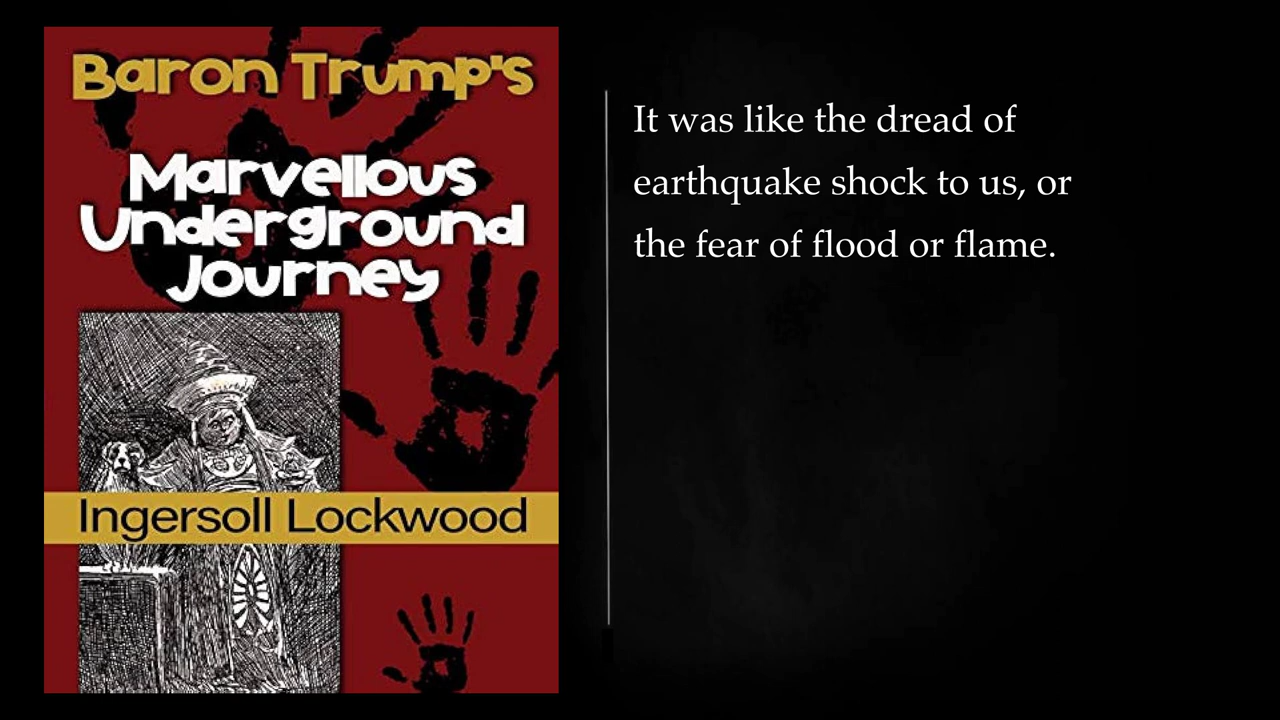 Baron Trump's
Marvellous
Underground
Journey
Ingersoll Lockwood
It was like the dread of
earthquake shock to us, or
the fear of flood or flame.